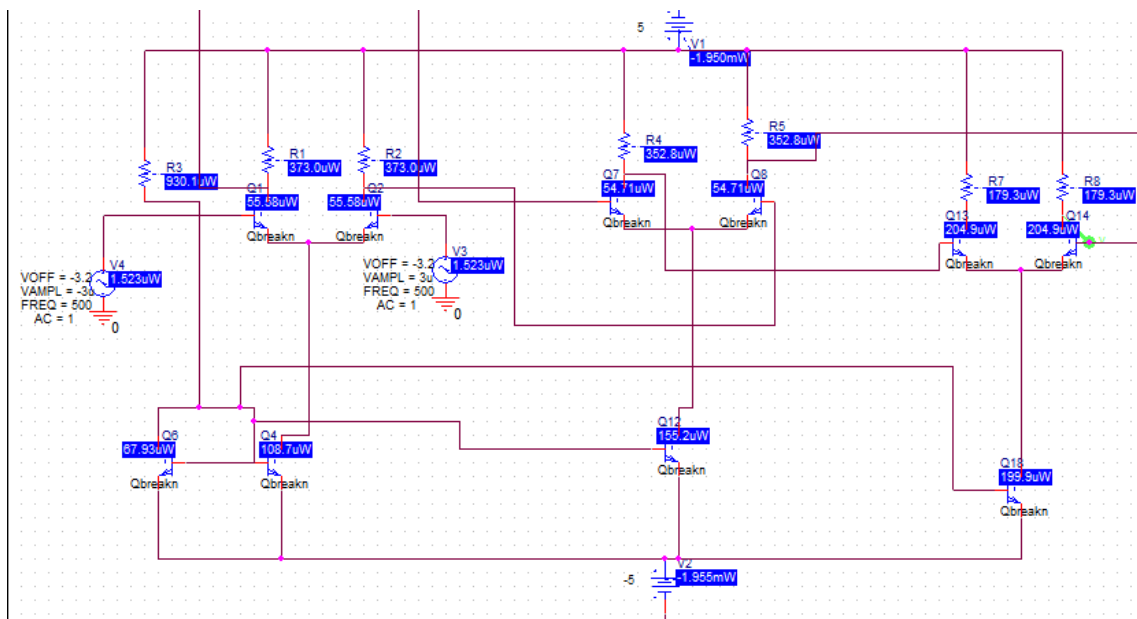 5
V1
-1.950mW
R3
930.1uW
R1
373.0uW
R2
373.0uW
R4
352.8uW
R5
352.8uW
Q1
55.58uW
Qbreakn
Q2
55.58uW
Qbreakn
Q7
54.71uW
Qbreakn
Q8
54.71uW
Qbreakn
R7
179.3uW
R8
179.3uW
Q13
204.9uW
Qbreakn
Q14
204.9uW
Qbreakn
V4
1.523uW
VOFF = -3.2
VAMPL = -3u
FREQ = 500
AC = 1
0
V3
1.523uW
VOFF = -3.2
VAMPL = 3u
FREQ = 500
AC = 1
0
Q6
67.93uW
Qbreakn
Q4
108.7uW
Qbreakn
Q12
155.2uW
Qbreakn
Q18
199.9uW
Qbreakn
-5
V2
-1.955mW